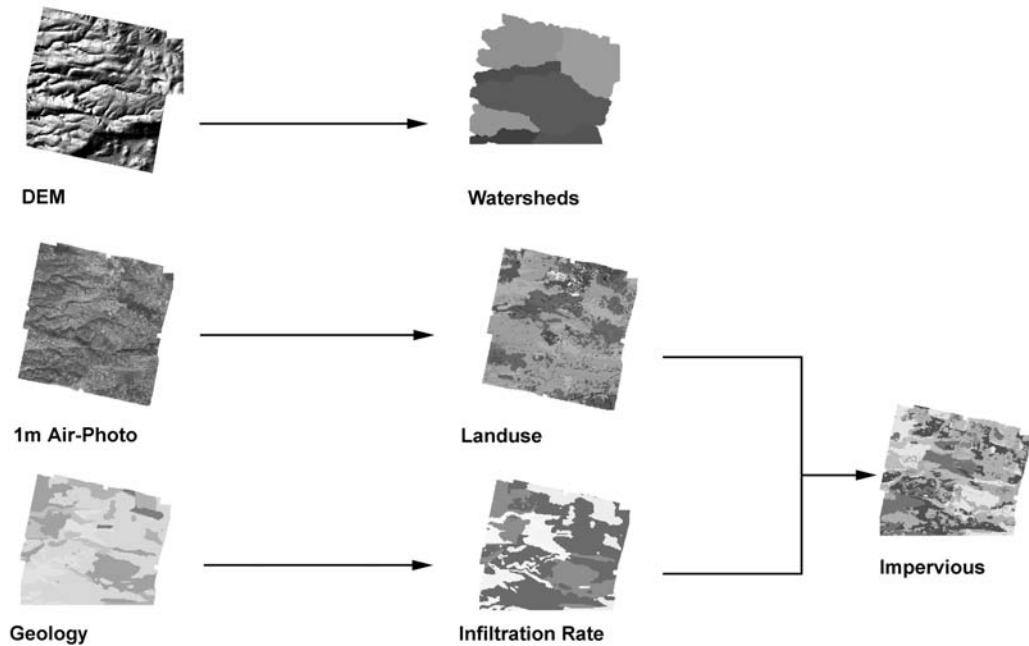 DEM
Watersheds
1m Air-Photo
Landuse
Impervious
Geology
Infiltration Rate